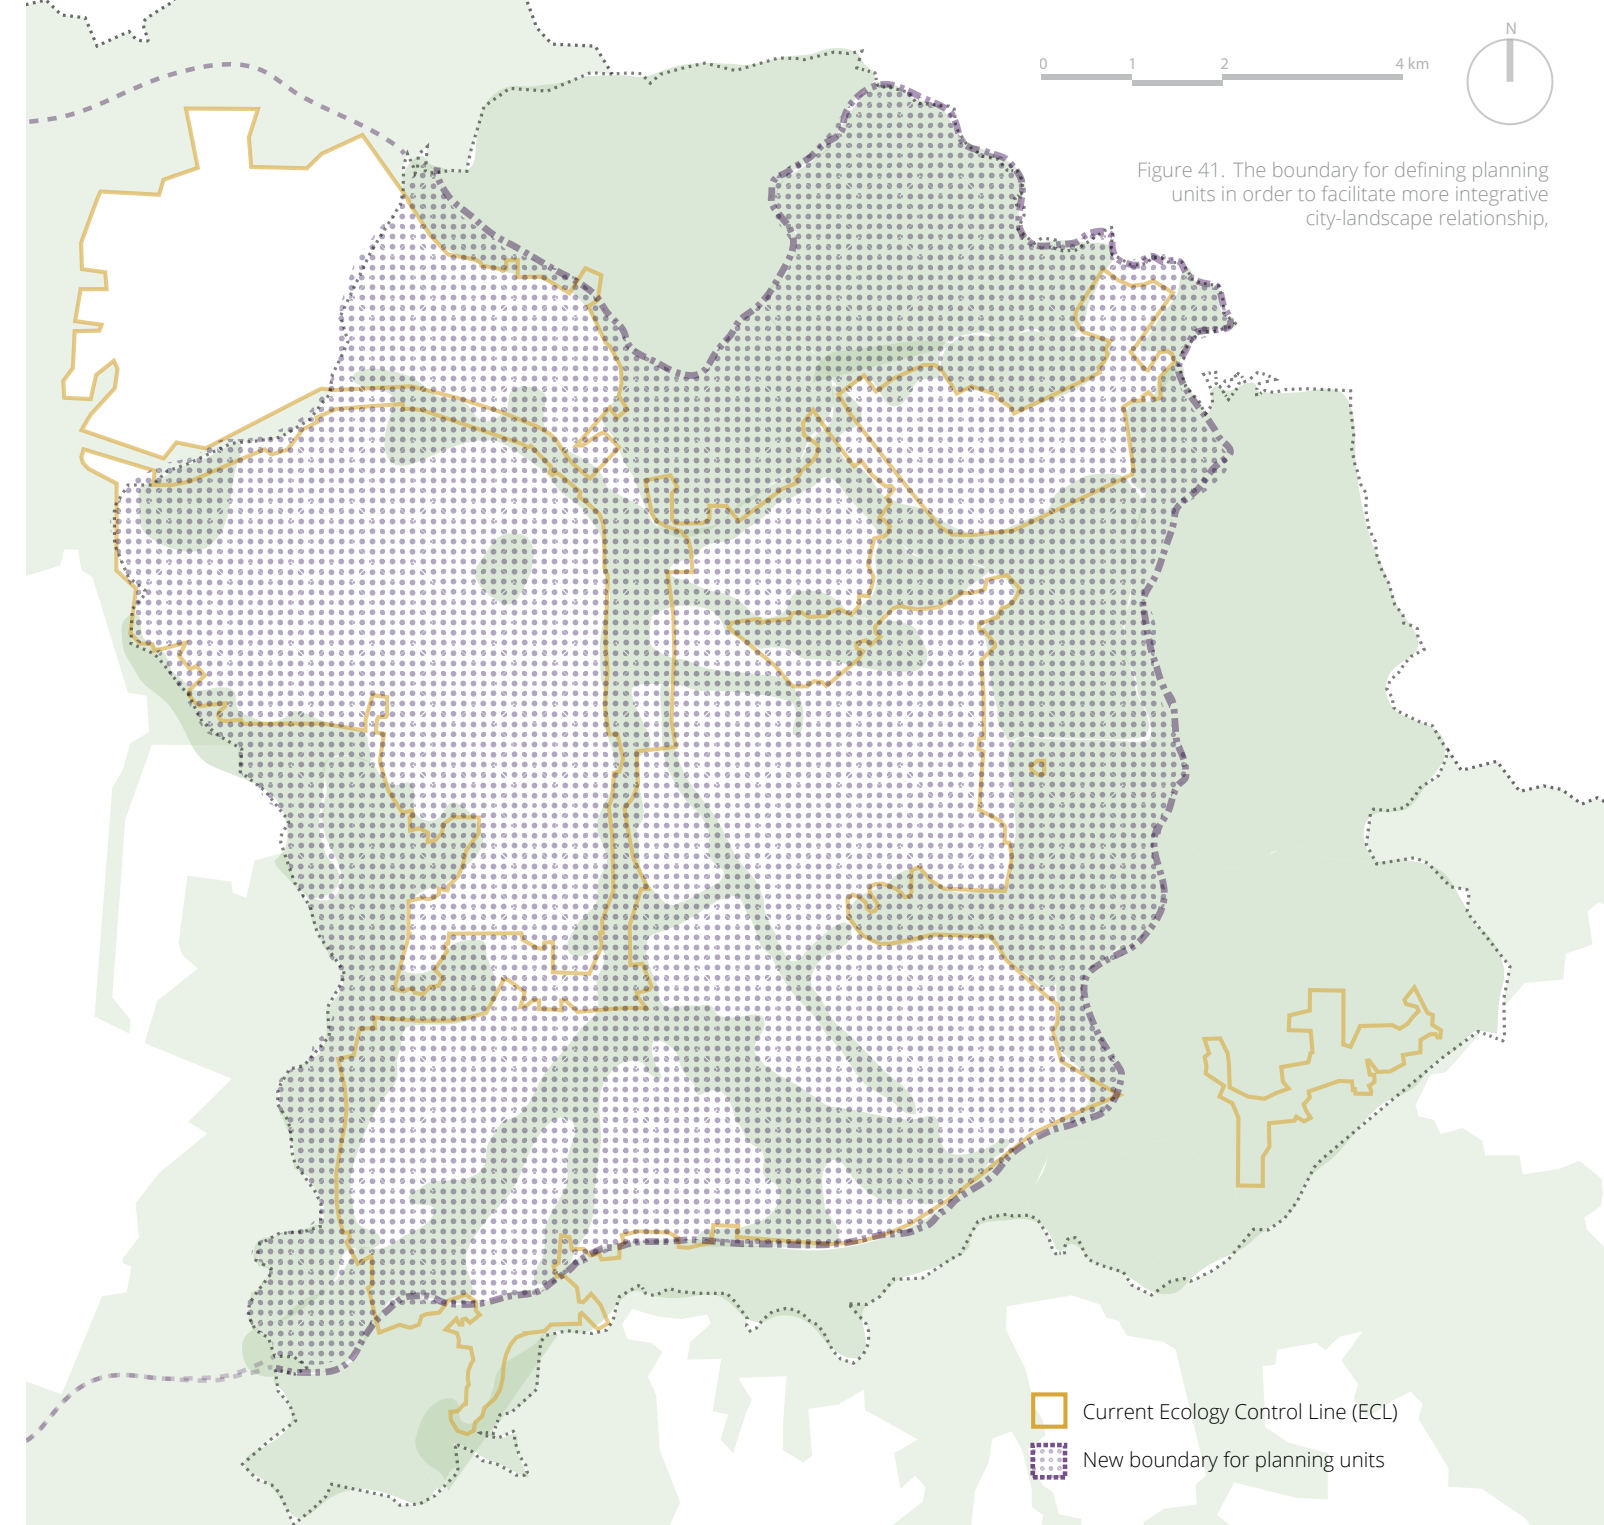 N
0 1 2 4 km
Figure 41. The boundary for defining planning
units in order to facilitate more integrative
city-landscape relationship,
Current Ecology Control Line (ECL)
New boundary for planning units